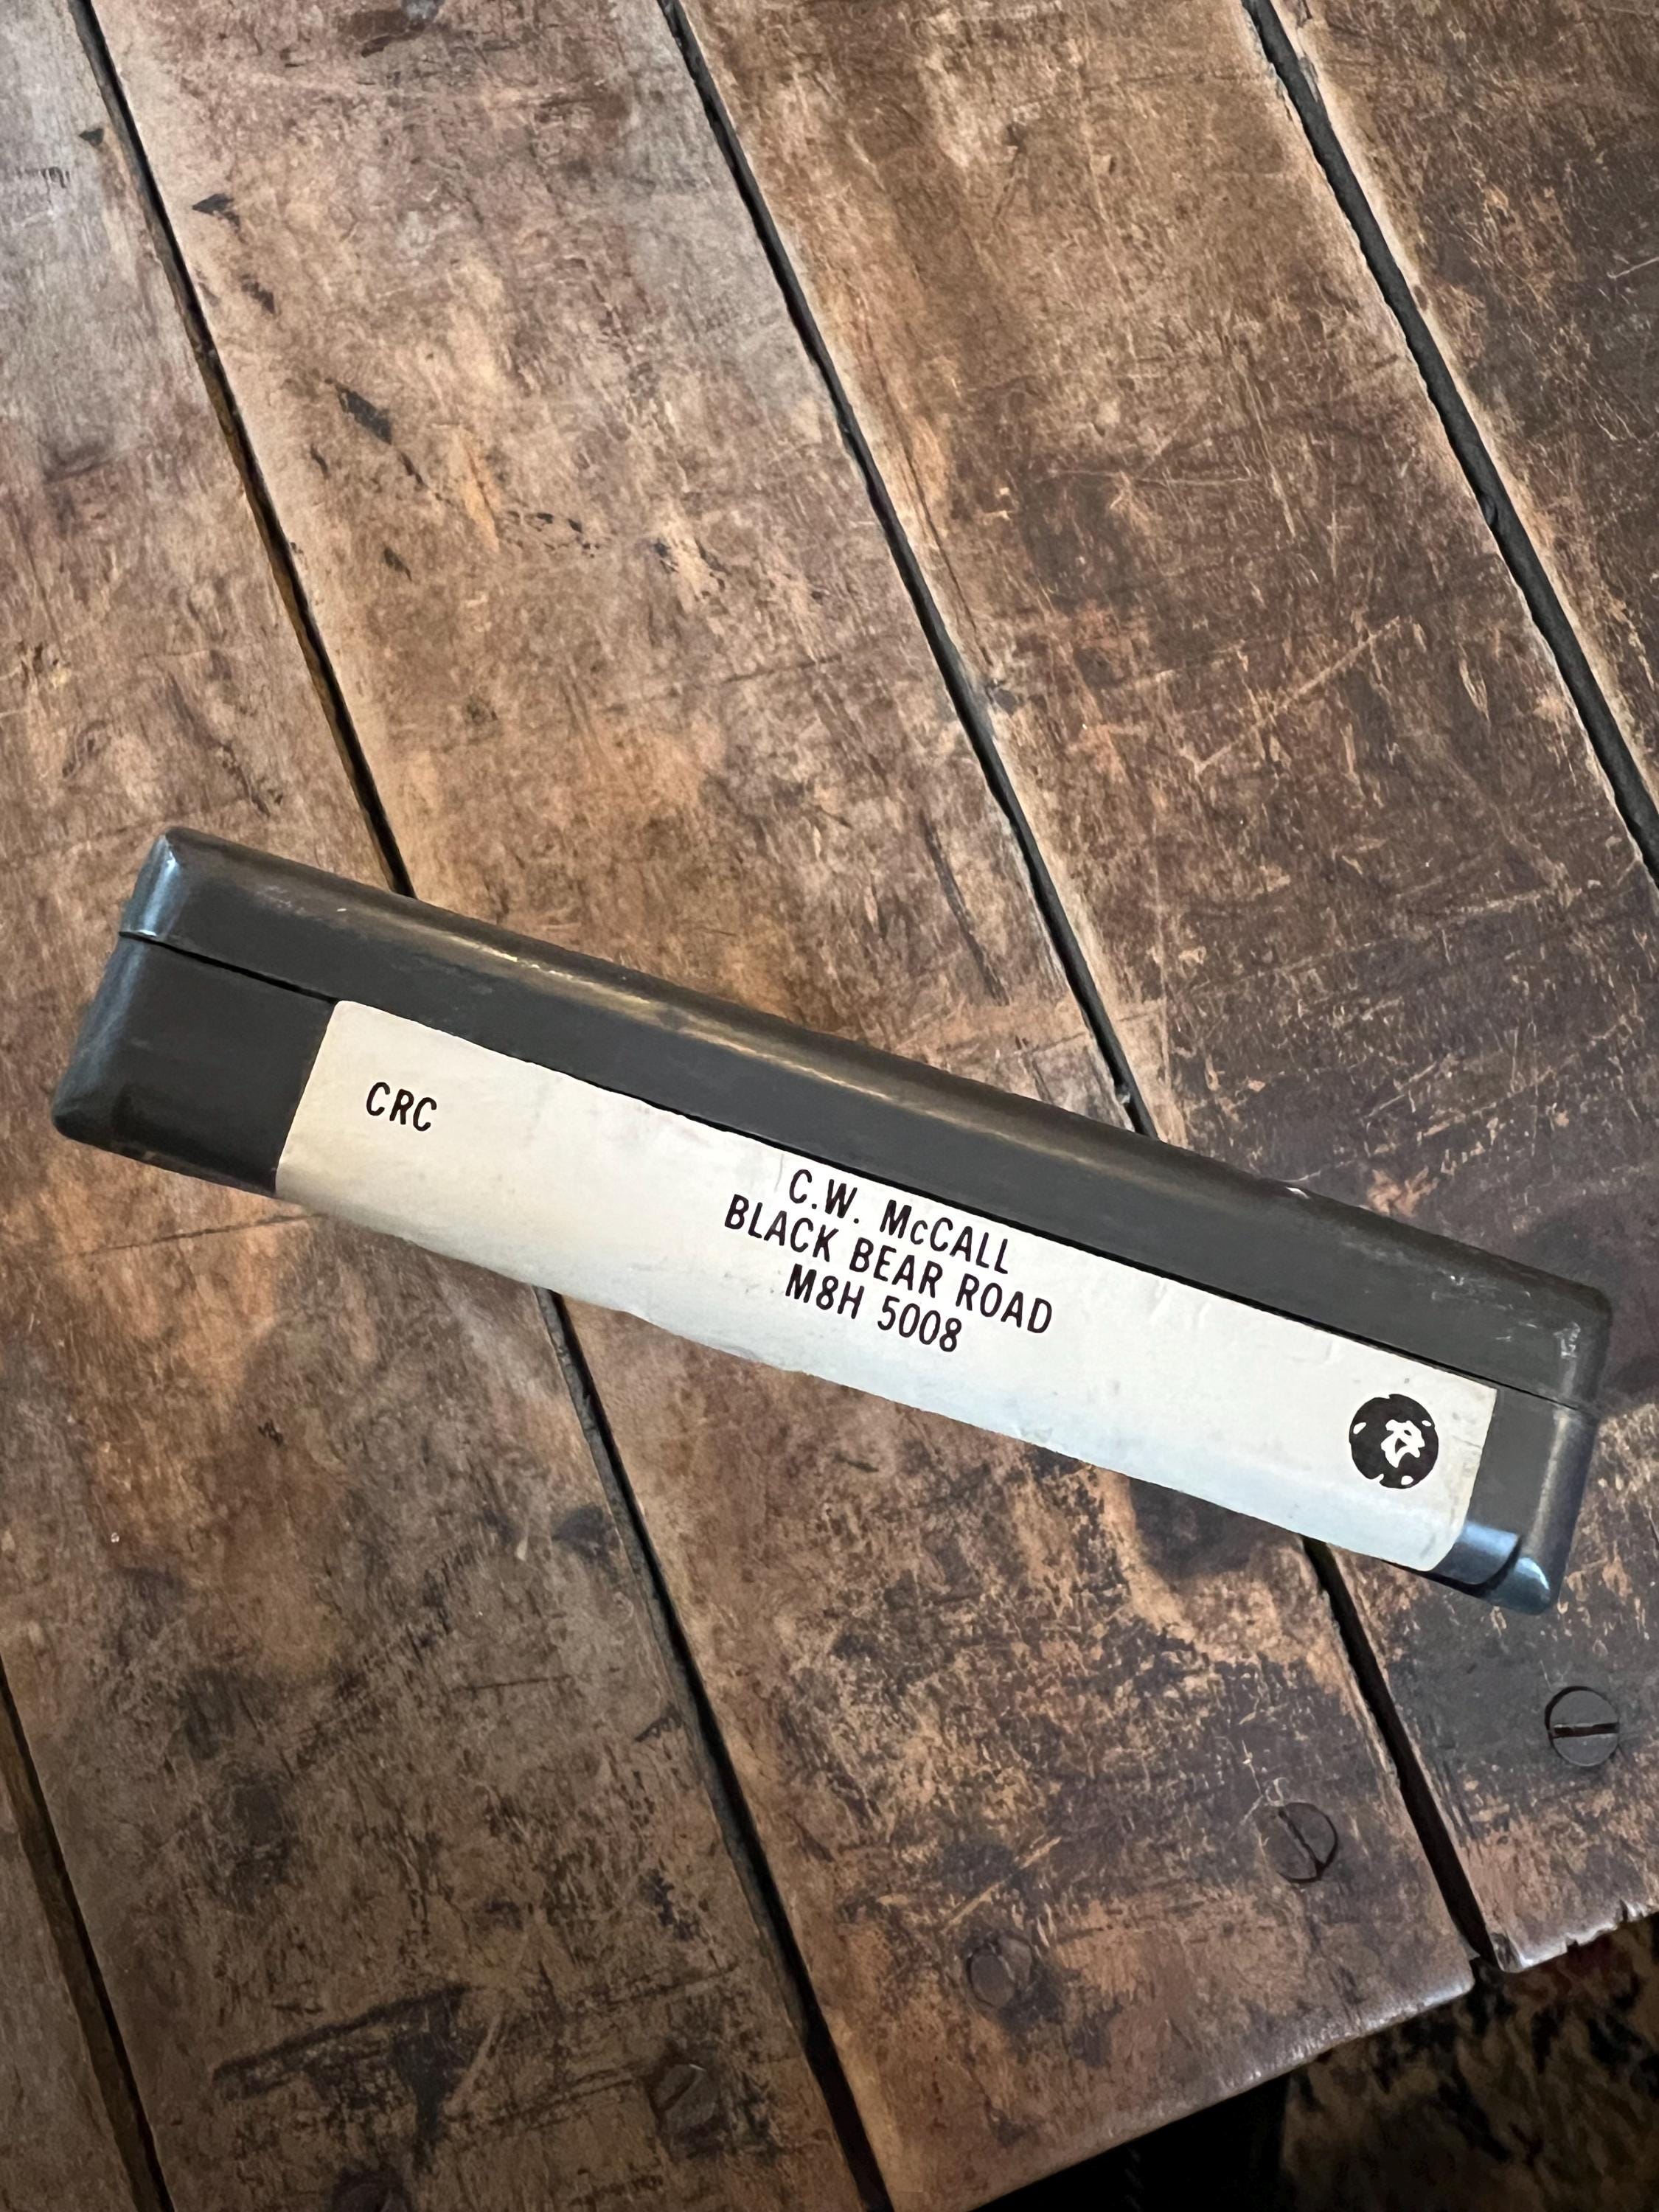 CRC
C.W. McCALL
BLACK BEAR ROAD
M8H 5008